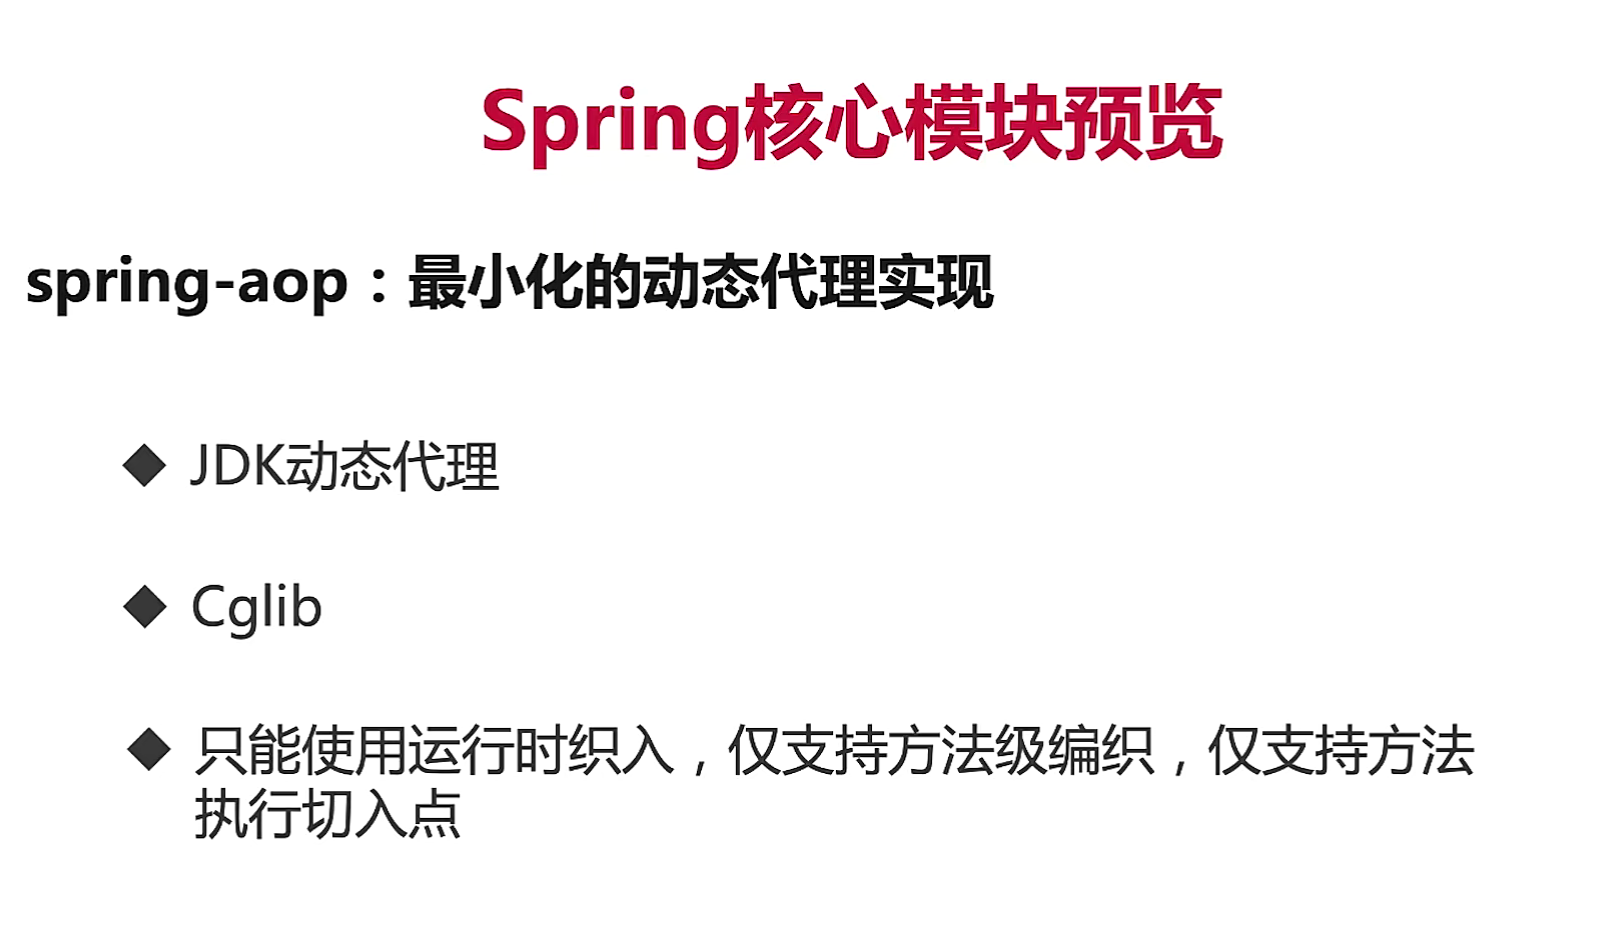 Spring核心模块预览
spring-aop：最小化的动态代理实现
◆ JDK动态代理
◆ Cglib
◆ 只能使用运行时织入，仅支持方法级编织，仅支持方法
执行切入点